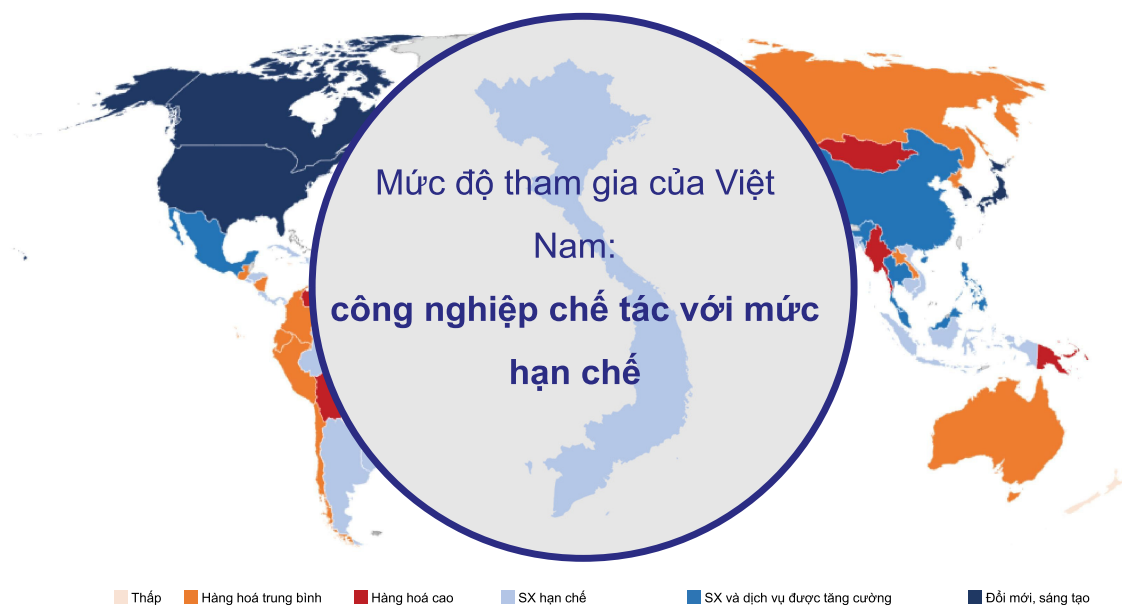 Mức độ tham gia của Việt
Nam:
công nghiệp chế tác với mức
hạn chế
Thấp
Hàng hoá trung bình
Hàng hoá cao
SX hạn chế
SX và dịch vụ được tăng cường
Đổi mới, sáng tạo